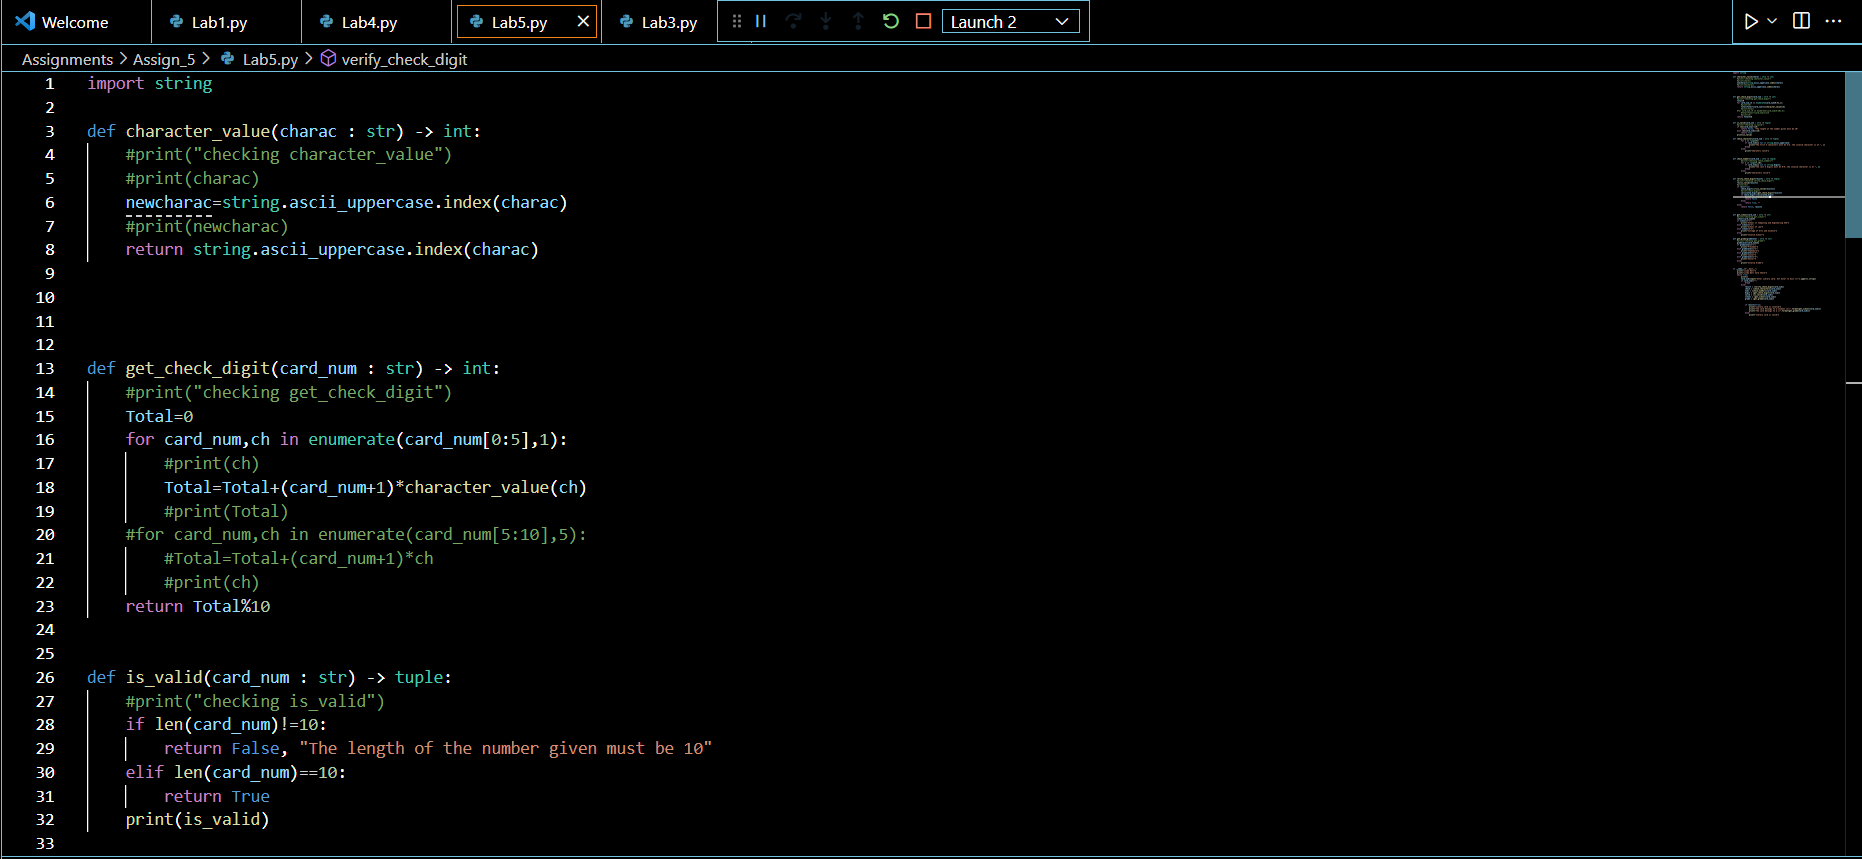 Welcome Lab1.py Lab4.py Lab5.py Lab3.py Launch 2
Assignments > Assign_5 > Lab5.py > verify_check_digit
1 import string
2
3 def character_value(charac : str) -> int:
4 #print("checking character_value")
5 #print(charac)
6 newcharac=string.ascii_uppercase.index(charac)
7 #print(newcharac)
8 return string.ascii_uppercase.index(charac)
9
10
11
12
13 def get_check_digit(card_num : str) -> int:
14 #print("checking get_check_digit")
15 Total=0
16 for card_num,ch in enumerate(card_num[0:5],1):
17 #print(ch)
18 Total=Total+(card_num+1)*character_value(ch)
19 #print(Total)
20 #for card_num,ch in enumerate(card_num[5:10],5):
21 #Total=Total+(card_num+1)*ch
22 #print(ch)
23 return Total%10
24
25
26 def is_valid(card_num : str) -> tuple:
27 #print("checking is_valid")
28 if len(card_num)!=10:
29 return False, "The length of the number given must be 10"
30 elif len(card_num)==10:
31 return True
32 print(is_valid)
33